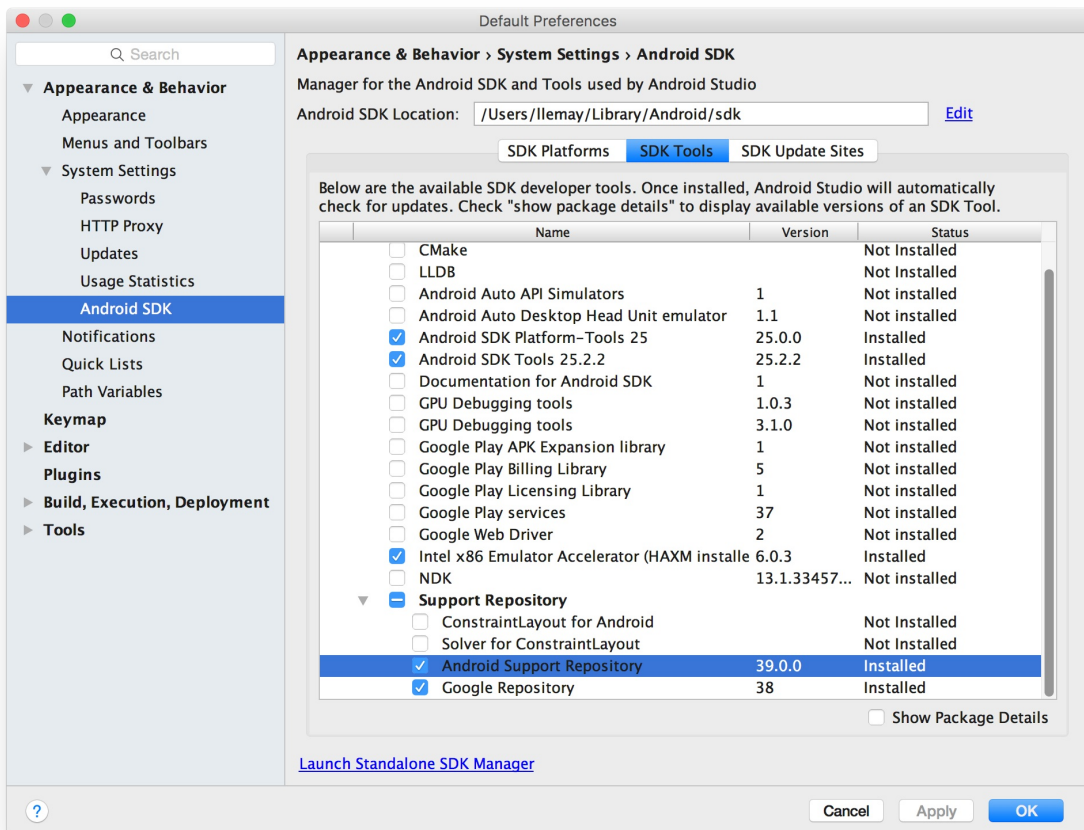 Default Preferences
Search
Appearance & Behavior
Appearance
Menus and Toolbars
System Settings
Passwords
HTTP Proxy
Updates
Usage Statistics
Android SDK
Notifications
Quick Lists
Path Variables
Keymap
Editor
Plugins
Build, Execution, Deployment
Tools
Appearance & Behavior › System Settings › Android SDK
Manager for the Android SDK and Tools used by Android Studio
Android SDK Location: /Users/llemay/Library/Android/sdk Edit
SDK Platforms SDK Tools SDK Update Sites
Below are the available SDK developer tools. Once installed, Android Studio will automatically
check for updates. Check "show package details" to display available versions of an SDK Tool.
Name Version Status
CMake Not Installed
LLDB Not Installed
Android Auto API Simulators 1 Not installed
Android Auto Desktop Head Unit emulator 1.1 Not installed
Android SDK Platform-Tools 25 25.0.0 Installed
Android SDK Tools 25.2.2 25.2.2 Installed
Documentation for Android SDK 1 Not installed
GPU Debugging tools 1.0.3 Not installed
GPU Debugging tools 3.1.0 Not installed
Google Play APK Expansion library 1 Not installed
Google Play Billing Library 5 Not installed
Google Play Licensing Library 1 Not installed
Google Play services 37 Not installed
Google Web Driver 2 Not installed
Intel x86 Emulator Accelerator (HAXM installe 6.0.3 Installed
NDK 13.1.33457... Not installed
Support Repository
ConstraintLayout for Android Not Installed
Solver for ConstraintLayout Not Installed
Android Support Repository 39.0.0 Installed
Google Repository 38 Installed
Show Package Details
Launch Standalone SDK Manager
? Cancel Apply OK